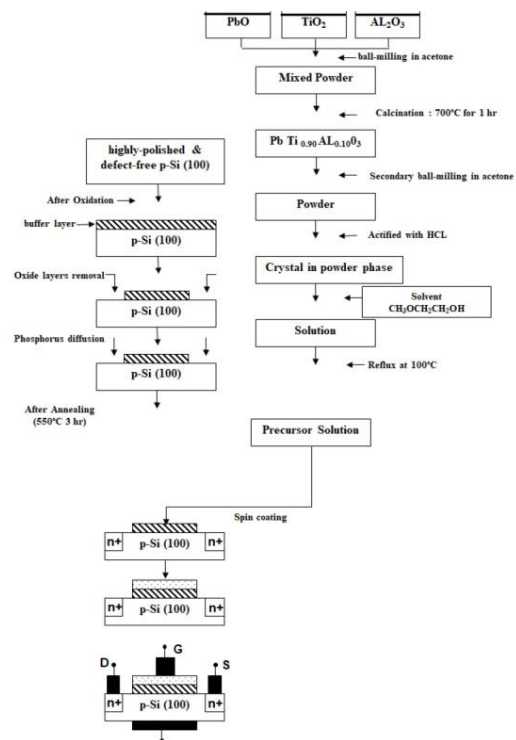 PbO
TiO₂
AL₂O₃
ball-milling in acetone
Mixed Powder
Calcination : 700ºC for 1 hr
Pb Ti 0.90 AL0.10 0₃
Secondary ball-milling in acetone
Powder
Actified with HCL
Crystal in powder phase
Solvent
CH₃OCH₂CH₂OH
Solution
Reflux at 100ºC
highly-polished &
defect-free p-Si (100)
After Oxidation
buffer layer
p-Si (100)
Oxide layers removal
p-Si (100)
Phosphorus diffusion
p-Si (100)
After Annealing
(550ºC 3 hr)
Precursor Solution
Spin coating
n+ p-Si (100) n+
n+ p-Si (100) n+
G
D S
n+ p-Si (100) n+